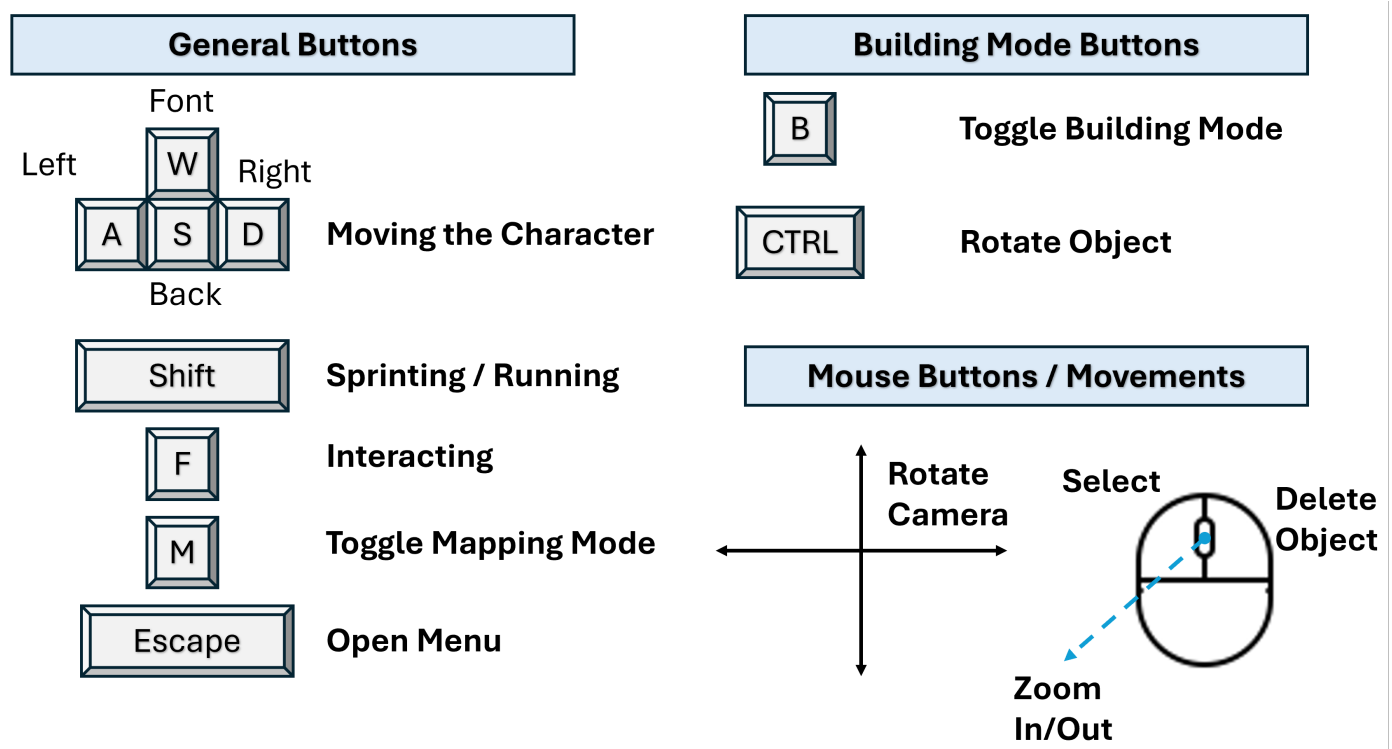 General Buttons
Font
Left
W
Right
A S D
Moving the Character
Back
Shift
Sprinting / Running
F
Interacting
M
Toggle Mapping Mode
Escape
Open Menu
Building Mode Buttons
B
Toggle Building Mode
CTRL
Rotate Object
Mouse Buttons / Movements
Rotate
Camera
Select
Delete
Object
Zoom
In/Out